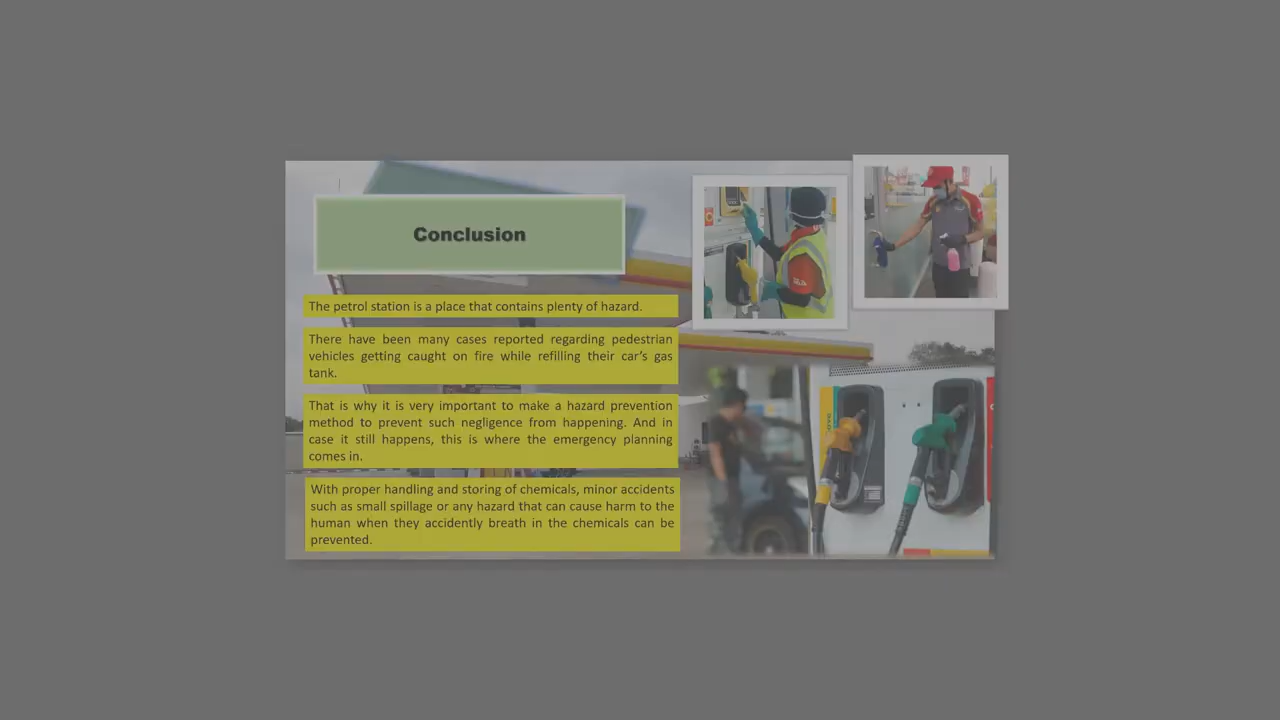 Conclusion
The petrol station is a place that contains plenty of hazard.
There have been many cases reported regarding pedestrian
vehicles getting caught on fire while refilling their car's gas
tank.
That is why it is very important to make a hazard prevention
method to prevent such negligence from happening. And in
case it still happens, this is where the emergency planning
comes in.
With proper handling and storing of chemicals, minor accidents
such as small spillage or any hazard that can cause harm to the
human when they accidently breath in the chemicals can be
prevented.